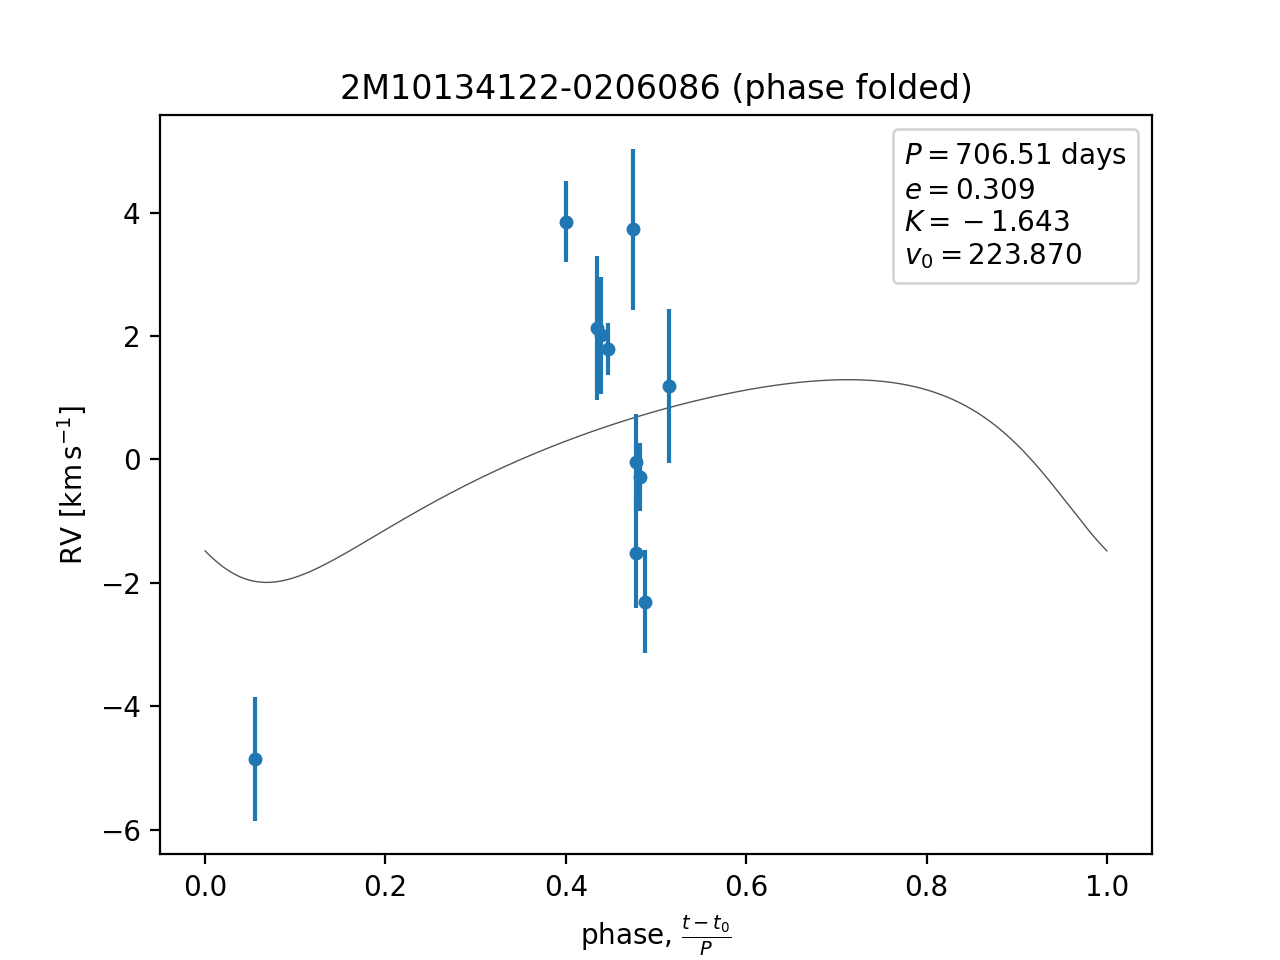 2M10134122-0206086 (phase folded)
P = 706.51 days
e = 0.309
K = −1.643
v₀ = 223.870
4
2
0
−2
−4
−6
RV [km s⁻¹]
0.0 0.2 0.4 0.6 0.8 1.0
phase, (t − t₀)/P